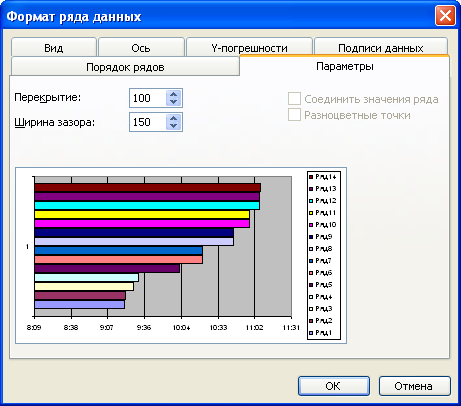 Формат ряда данных
Вид
Ось
Y-погрешности
Подписи данных
Порядок рядов
Параметры
Перекрытие:
100
Соединить значения ряда
Ширина зазора:
150
Разноцветные точки
Ряд14
Ряд13
Ряд12
Ряд11
Ряд10
Ряд9
Ряд8
Ряд7
Ряд6
Ряд5
Ряд4
Ряд3
Ряд2
Ряд1
1
8:09 8:38 9:07 9:36 10:04 10:33 11:02 11:31
ОК
Отмена